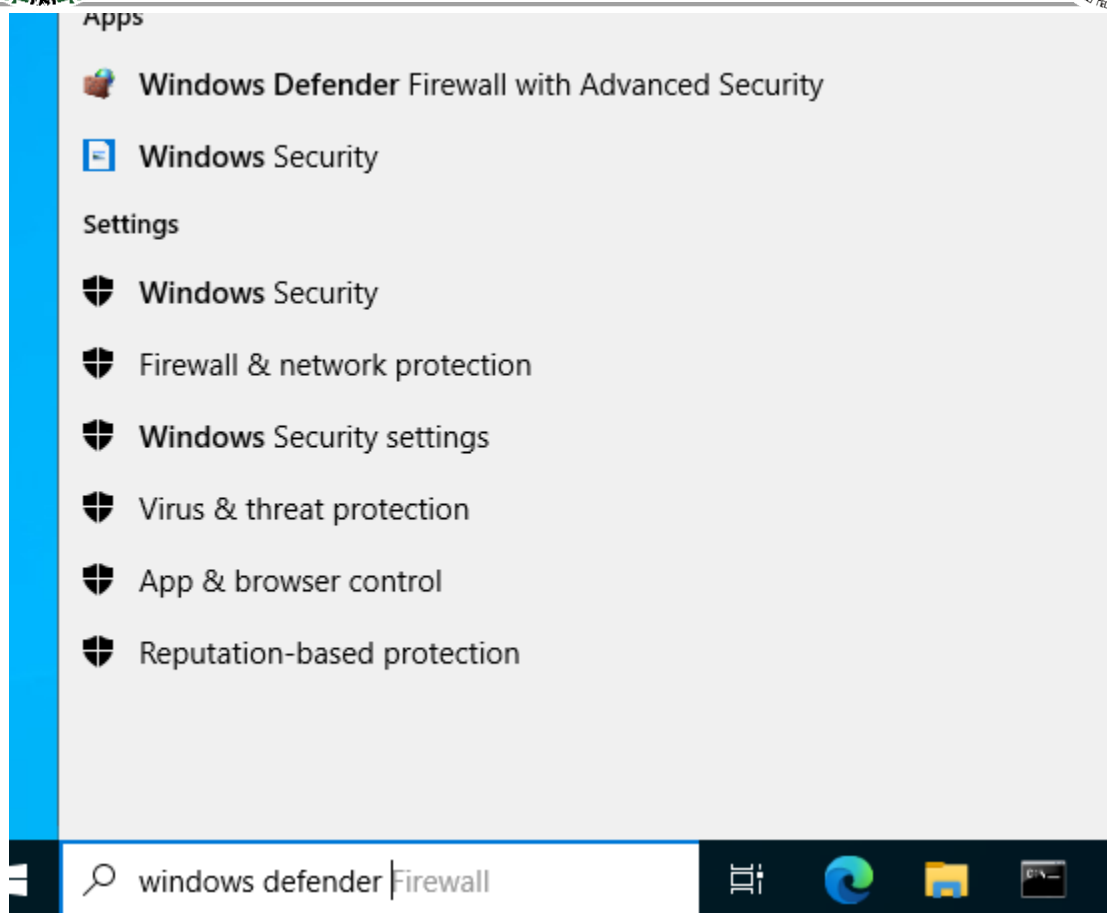 Apps
Windows Defender Firewall with Advanced Security
Windows Security
Settings
Windows Security
Firewall & network protection
Windows Security settings
Virus & threat protection
App & browser control
Reputation-based protection
windows defender Firewall